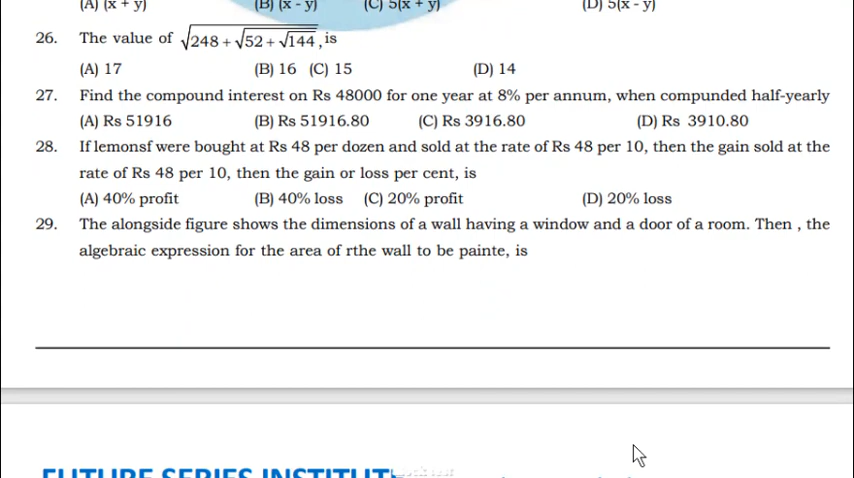 (A) (x + y) (B) (x - y) (C) 5(x + y) (D) 5(x - y)
26. The value of √(248 + √(52 + √144)) , is
(A) 17 (B) 16 (C) 15 (D) 14
27. Find the compound interest on Rs 48000 for one year at 8% per annum, when compunded half-yearly
(A) Rs 51916 (B) Rs 51916.80 (C) Rs 3916.80 (D) Rs 3910.80
28. If lemonsf were bought at Rs 48 per dozen and sold at the rate of Rs 48 per 10, then the gain sold at the
rate of Rs 48 per 10, then the gain or loss per cent, is
(A) 40% profit (B) 40% loss (C) 20% profit (D) 20% loss
29. The alongside figure shows the dimensions of a wall having a window and a door of a room. Then , the
algebraic expression for the area of rthe wall to be painte, is
FUTURE SERIES INSTITUT